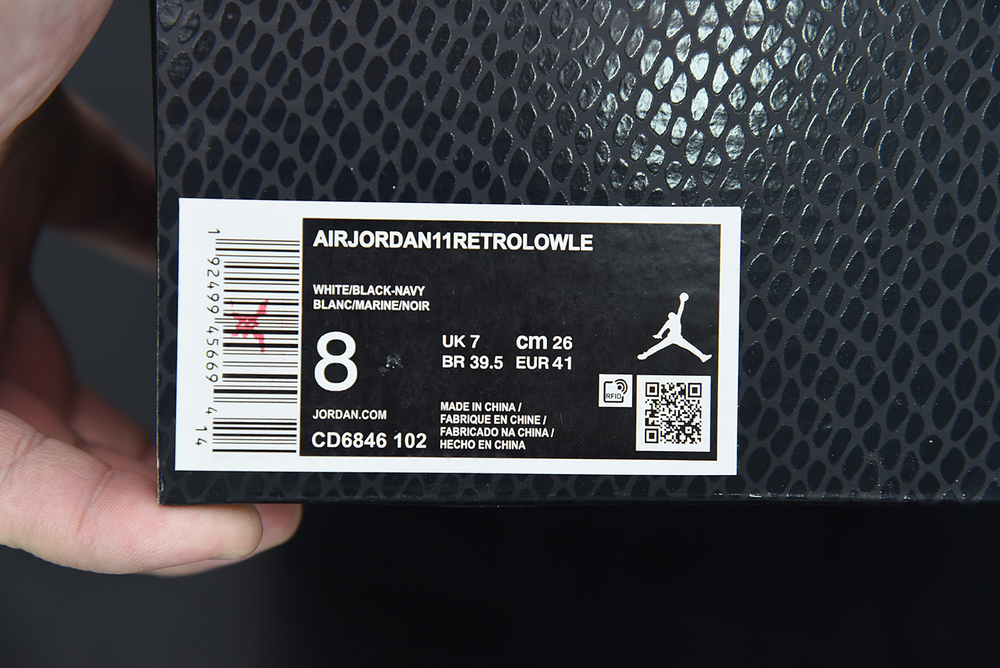 AIRJORDAN11RETROLOWLE
WHITE/BLACK-NAVY
BLANC/MARINE/NOIR
8
UK 7 cm 26
BR 39.5 EUR 41
RFID
JORDAN.COM
CD6846 102
MADE IN CHINA /
FABRIQUE EN CHINE /
FABRICADO NA CHINA /
HECHO EN CHINA
1 92499 45669 4 14